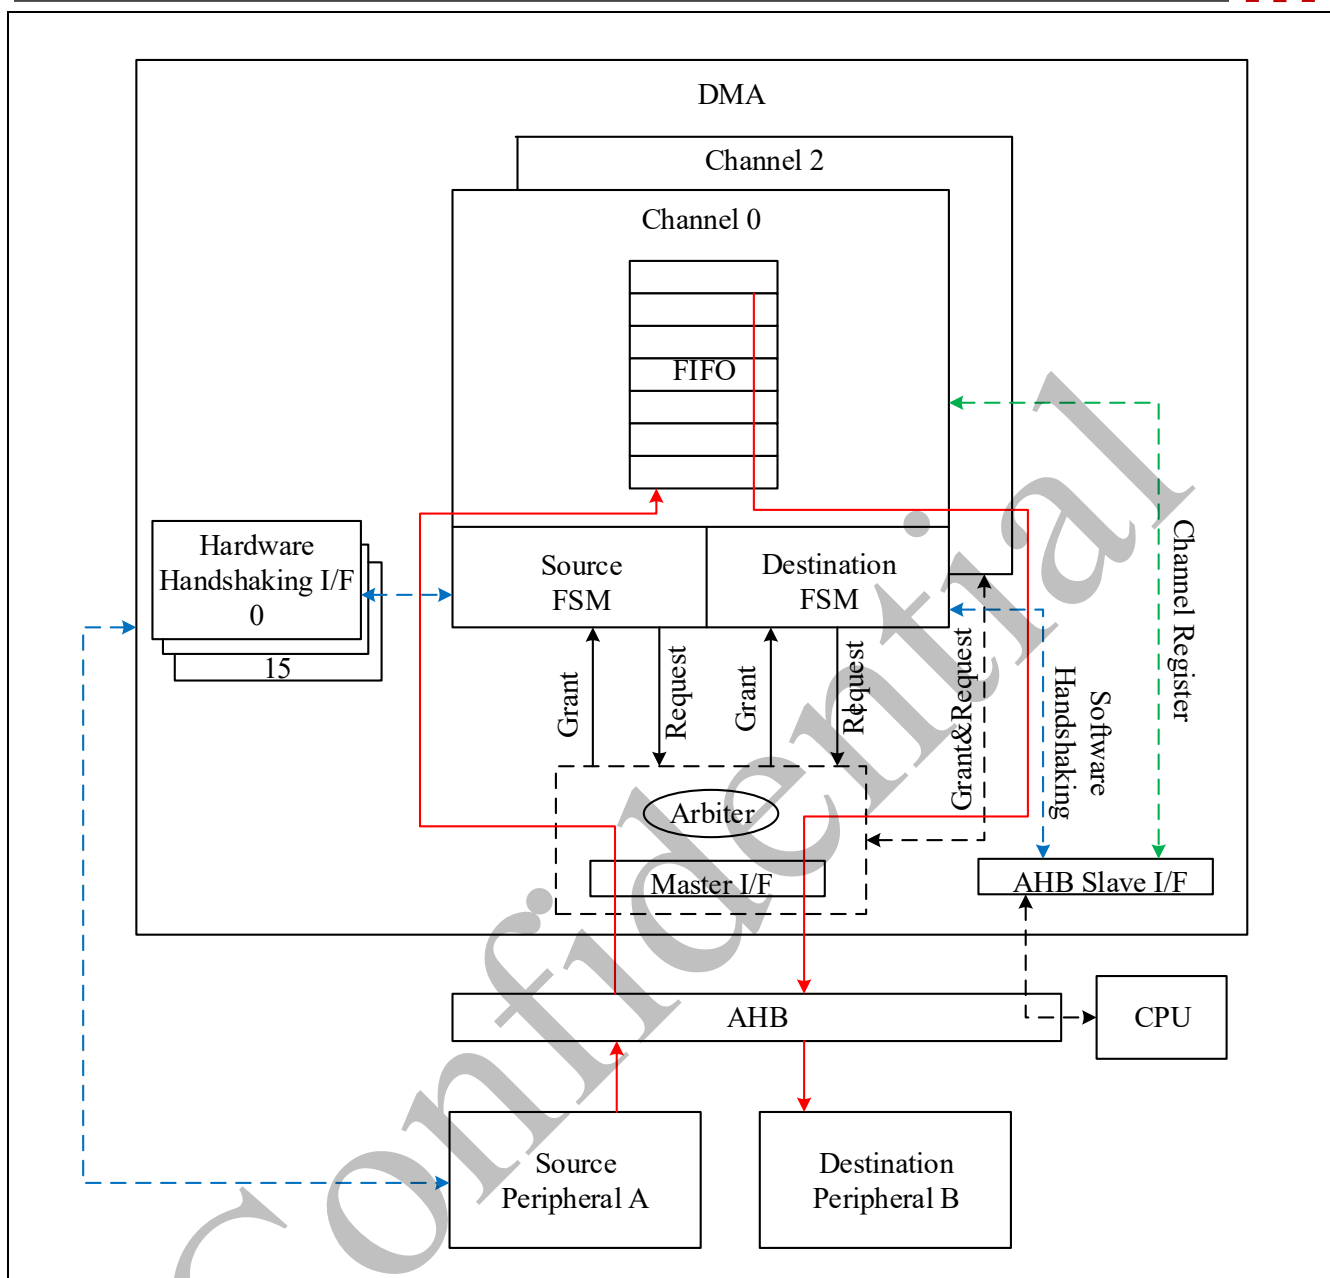 DMA
Channel 2
Channel 0
FIFO
Hardware
Handshaking I/F
0
15
Source
FSM
Destination
FSM
Grant
Request
Grant
Request
Grant&Request
Software
Handshaking
Channel Register
Arbiter
Master I/F
AHB Slave I/F
AHB
CPU
Source
Peripheral A
Destination
Peripheral B
Confidential